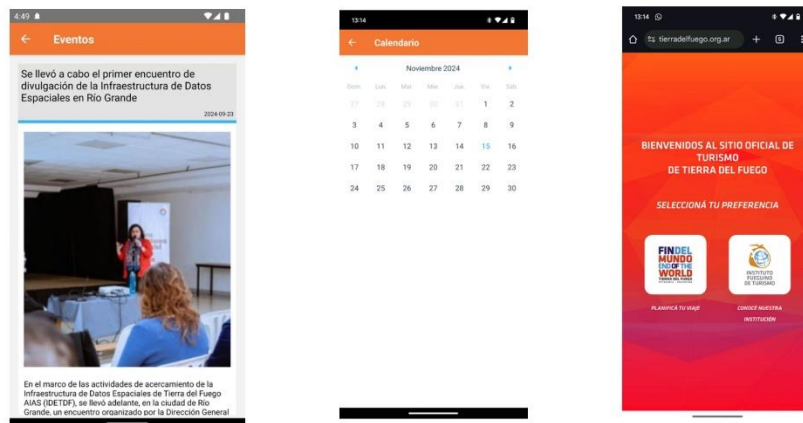 4:49
Eventos
Se llevó a cabo el primer encuentro de
divulgación de la Infraestructura de Datos
Espaciales en Río Grande
2024-09-23
En el marco de las actividades de acercamiento de la
Infraestructura de Datos Espaciales de Tierra del Fuego
AIAS (IDETDF), se llevó adelante, en la ciudad de Río
Grande, un encuentro organizado por la Dirección General
13:14
Calendario
Noviembre 2024
Dom. Lun. Mar. Mié. Jue. Vie. Sáb.
27 28 29 30 31 1 2
3 4 5 6 7 8 9
10 11 12 13 14 15 16
17 18 19 20 21 22 23
24 25 26 27 28 29 30
13:14
tierradelfuego.org.ar
BIENVENIDOS AL SITIO OFICIAL DE
TURISMO
DE TIERRA DEL FUEGO
SELECCIONÁ TU PREFERENCIA
FINDEL
MUNDO
END OF THE
WORLD
TIERRA DEL FUEGO
INSTITUTO
FUEGUINO
DE TURISMO
PLANIFICÁ TU VIAJE
CONOCÉ NUESTRA
INSTITUCIÓN